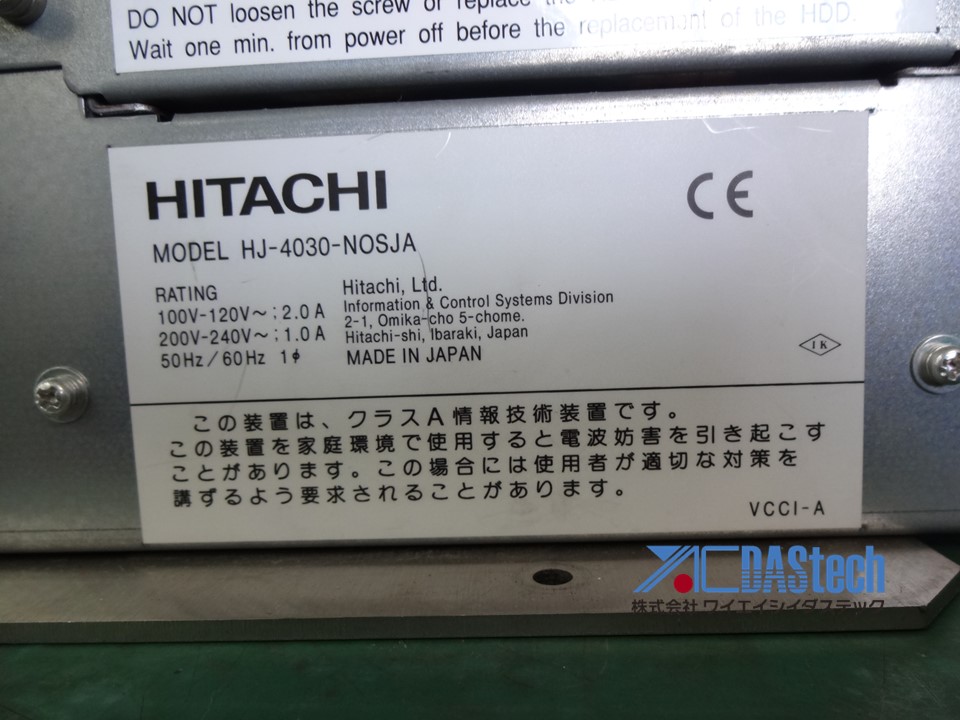 DO NOT loosen the screw or replace the
Wait one min. from power off before the replacement of the HDD.
HITACHI
CE
MODEL HJ-4030-NOSJA
RATING
100V-120V～:2.0A
200V-240V～:1.0A
50Hz/60Hz 1φ
Hitachi, Ltd.
Information & Control Systems Division
2-1, Omika-cho 5-chome.
Hitachi-shi, Ibaraki, Japan
MADE IN JAPAN
IK
この装置は、クラスA情報技術装置です。
この装置を家庭環境で使用すると電波妨害を引き起こす
ことがあります。この場合には使用者が適切な対策を
講ずるよう要求されることがあります。
VCCI-A
YAC DAStech
株式会社ワイエイシイダステック